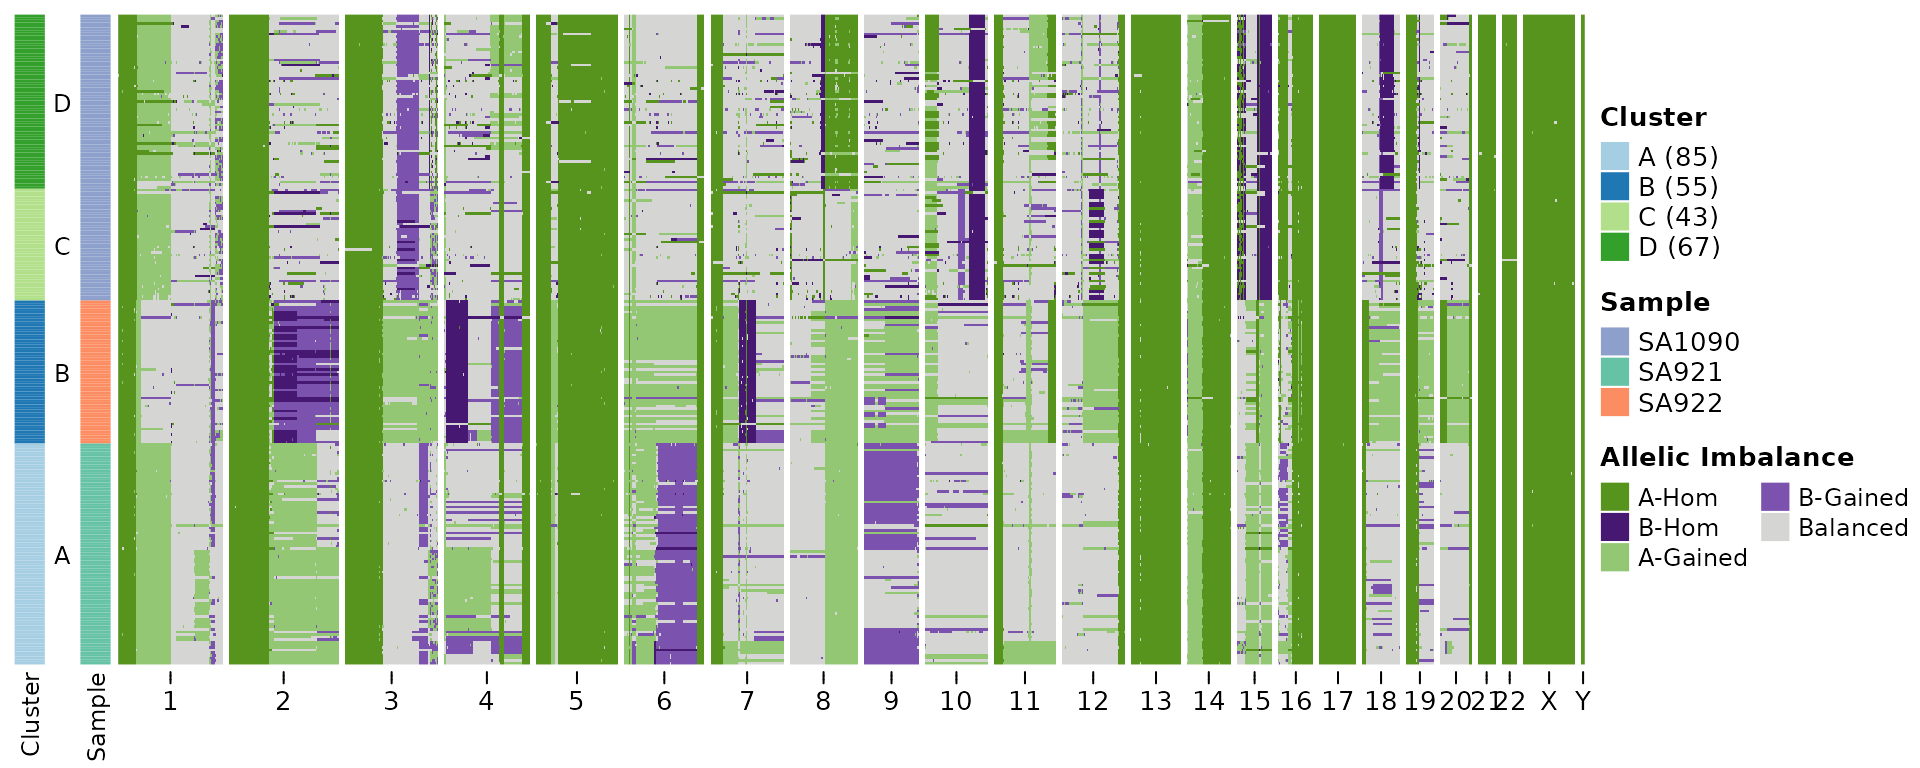 D
C
B
A
Cluster
Sample
1 2 3 4 5 6 7 8 9 10 11 12 13 14 15 16 17 18 19 20 21 22 X Y
Cluster
A (85)
B (55)
C (43)
D (67)
Sample
SA1090
SA921
SA922
Allelic Imbalance
A-Hom B-Gained
B-Hom Balanced
A-Gained